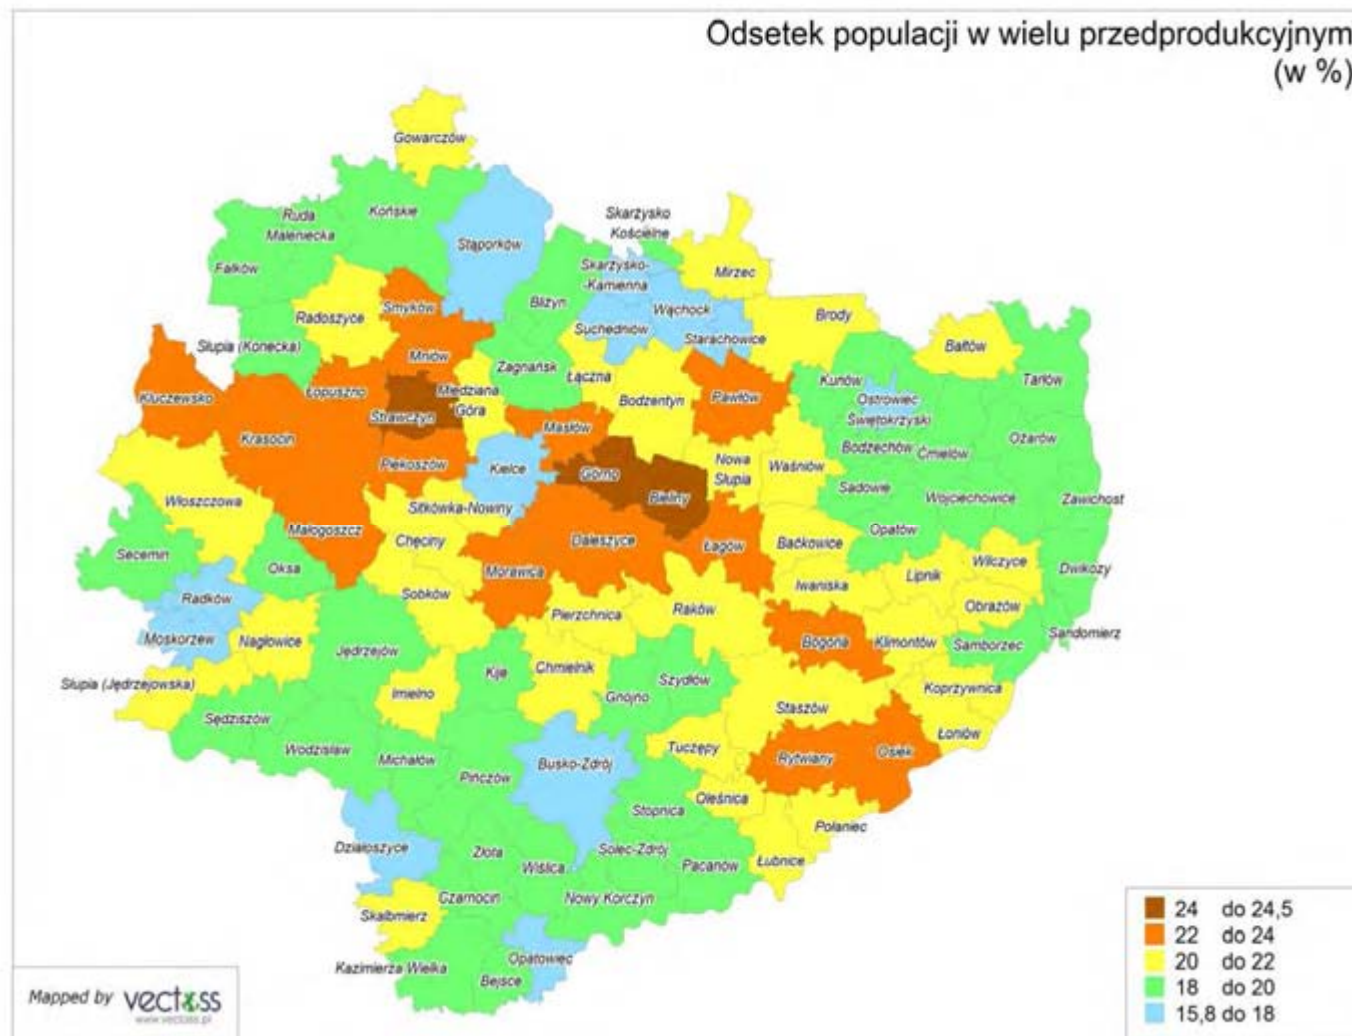 Odsetek populacji w wielu przedprodukcyjnym
(w %)
Gowarczów
Ruda
Maleniecka
Końskie
Skarżysko
Kościelne
Stąporków
Fałków
Skarżysko-
-Kamienna
Mirzec
Smyków
Bliżyn
Wąchock
Radoszyce
Suchedniów
Starachowice
Brody
Słupia (Konecka)
Mniów
Zagnańsk
Łączna
Bałtów
Kluczewsko
Łopuszno
Miedziana
Góra
Bodzentyn
Pawłów
Kunów
Tarłów
Strawczyn
Ostrowiec
Świętokrzyski
Krasocin
Masłów
Piekoszów
Kielce
Górno
Nowa
Słupia
Waśniów
Bodzechów
Ćmielów
Ożarów
Włoszczowa
Sitkówka-Nowiny
Bieliny
Sadowie
Wojciechowice
Zawichost
Małogoszcz
Chęciny
Daleszyce
Łagów
Baćkowice
Opatów
Secemin
Oksa
Morawica
Iwaniska
Lipnik
Wilczyce
Dwikozy
Radków
Sobków
Pierzchnica
Raków
Obrazów
Moskorzew
Nagłowice
Jędrzejów
Bogoria
Klimontów
Samborzec
Sandomierz
Słupia (Jędrzejowska)
Imielno
Kije
Chmielnik
Gnojno
Szydłów
Koprzywnica
Sędziszów
Staszów
Łoniów
Wodzisław
Michałów
Pińczów
Busko-Zdrój
Tuczępy
Rytwiany
Osiek
Stopnica
Oleśnica
Połaniec
Działoszyce
Złota
Wiślica
Solec-Zdrój
Pacanów
Łubnice
Skalbmierz
Czarnocin
Nowy Korczyn
Kazimierza Wielka
Bejsce
Opatowiec
24 do 24,5
22 do 24
20 do 22
18 do 20
15,8 do 18
Mapped by vectoss
www.vectoss.pl